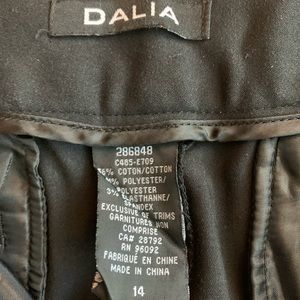 DALIA
286848
C485-E709
COTTON/COTTON
POLYESTER/
POLYESTER
ELASTHANNE/
SPANDEX
EXCLUSIVE OF TRIMS
GARNITURES NON
COMPRISE
CA# 28792
RN 96092
FABRIQUÉ EN CHINE
MADE IN CHINA
14